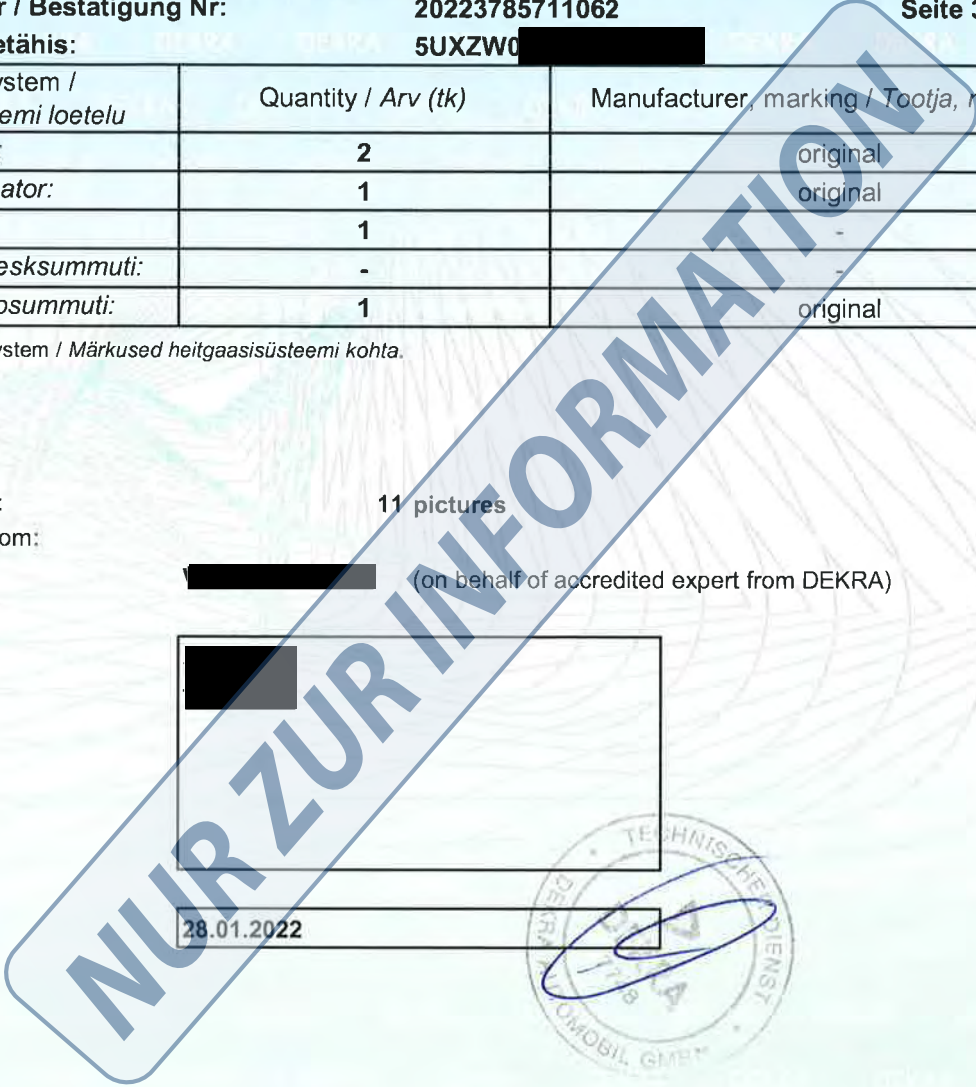 r / Bestätigung Nr: 20223785711062 Seite 3
etähis: 5UXZW0
ystem / Quantity / Arv (tk) Manufacturer, marking / Tootja, m
emi loetelu
2 original
ator: 1 original
1 -
esksummuti: - -
osummuti: 1 original
ystem / Märkused heitgaasisüsteemi kohta.
: 11 pictures
om:
(on behalf of accredited expert from DEKRA)
28.01.2022
TECHNISCHER DIENST
DEKRA AUTOMOBIL GMBH
NUR ZUR INFORMATION